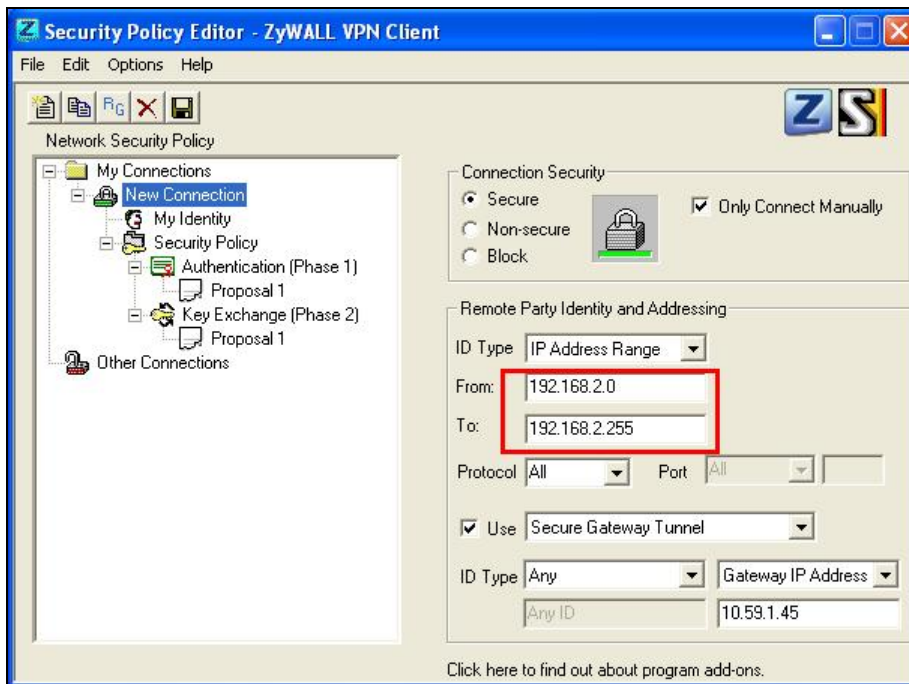 Security Policy Editor - ZyWALL VPN Client
File Edit Options Help
RG
Z S
Network Security Policy
My Connections
New Connection
My Identity
Security Policy
Authentication (Phase 1)
Proposal 1
Key Exchange (Phase 2)
Proposal 1
Other Connections
Connection Security
Secure
Non-secure
Block
Only Connect Manually
Remote Party Identity and Addressing
ID Type IP Address Range
From: 192.168.2.0
To: 192.168.2.255
Protocol All Port All
Use Secure Gateway Tunnel
ID Type Any Gateway IP Address
Any ID 10.59.1.45
Click here to find out about program add-ons.